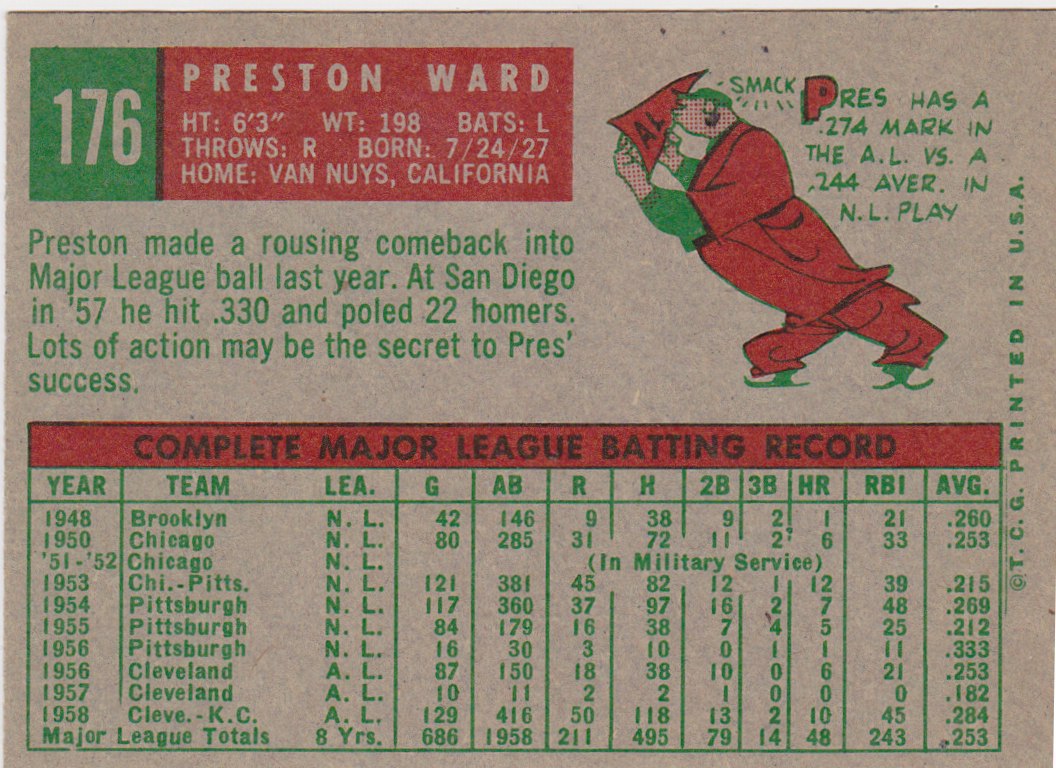 176
PRESTON WARD
HT: 6'3" WT: 198 BATS: L
THROWS: R BORN: 7/24/27
HOME: VAN NUYS, CALIFORNIA
SMACK
AL
PRES HAS A
.274 MARK IN
THE A.L. VS. A
.244 AVER. IN
N.L. PLAY
Preston made a rousing comeback into
Major League ball last year. At San Diego
in '57 he hit .330 and poled 22 homers.
Lots of action may be the secret to Pres'
success.
COMPLETE MAJOR LEAGUE BATTING RECORD
YEAR TEAM LEA. G AB R H 2B 3B HR RBI AVG.
1948 Brooklyn N. L. 42 146 9 38 9 2 1 21 .260
1950 Chicago N. L. 80 285 31 72 11 2 6 33 .253
'51-'52 Chicago N. L. (In Military Service)
1953 Chi.-Pitts. N. L. 121 381 45 82 12 1 12 39 .215
1954 Pittsburgh N. L. 117 360 37 97 16 2 7 48 .269
1955 Pittsburgh N. L. 84 179 16 38 7 4 5 25 .212
1956 Pittsburgh N. L. 16 30 3 10 0 1 1 11 .333
1956 Cleveland A. L. 87 150 18 38 10 0 6 21 .253
1957 Cleveland A. L. 10 11 2 2 1 0 0 0 .182
1958 Cleve.-K.C. A. L. 129 416 50 118 13 2 10 45 .284
Major League Totals 8 Yrs. 686 1958 211 495 79 14 48 243 .253
©T.C.G. PRINTED IN U.S.A.